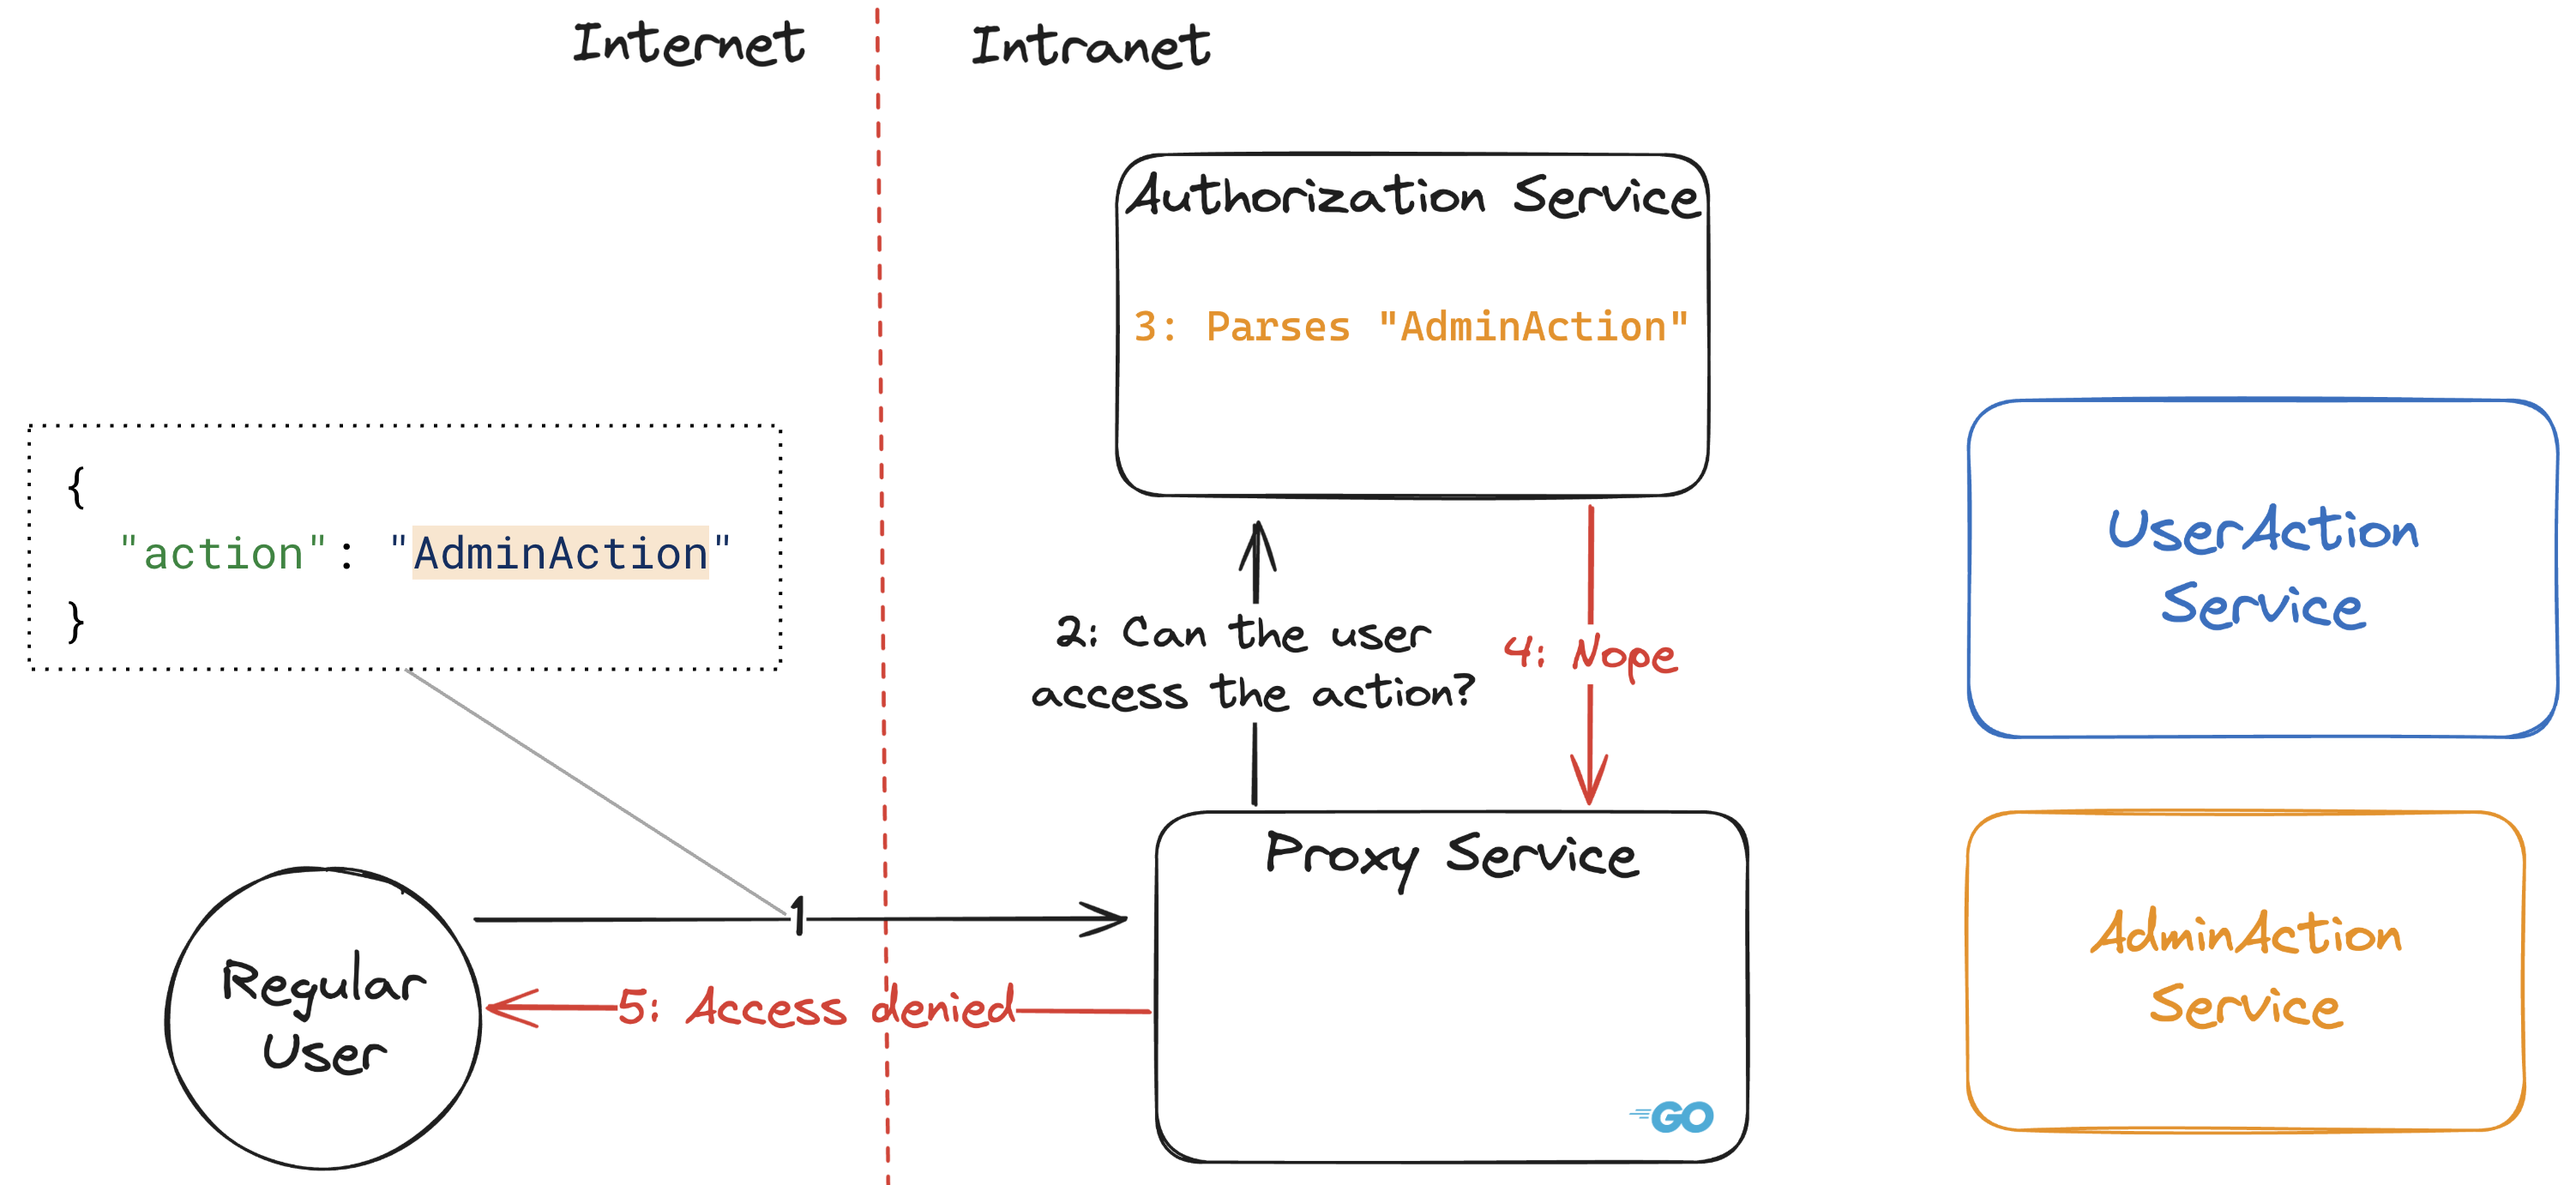 Internet
Intranet
Authorization Service
3: Parses "AdminAction"
{
"action": "AdminAction"
}
2: Can the user
access the action?
4: Nope
UserAction
Service
Proxy Service
1
5: Access denied
Regular
User
GO
AdminAction
Service